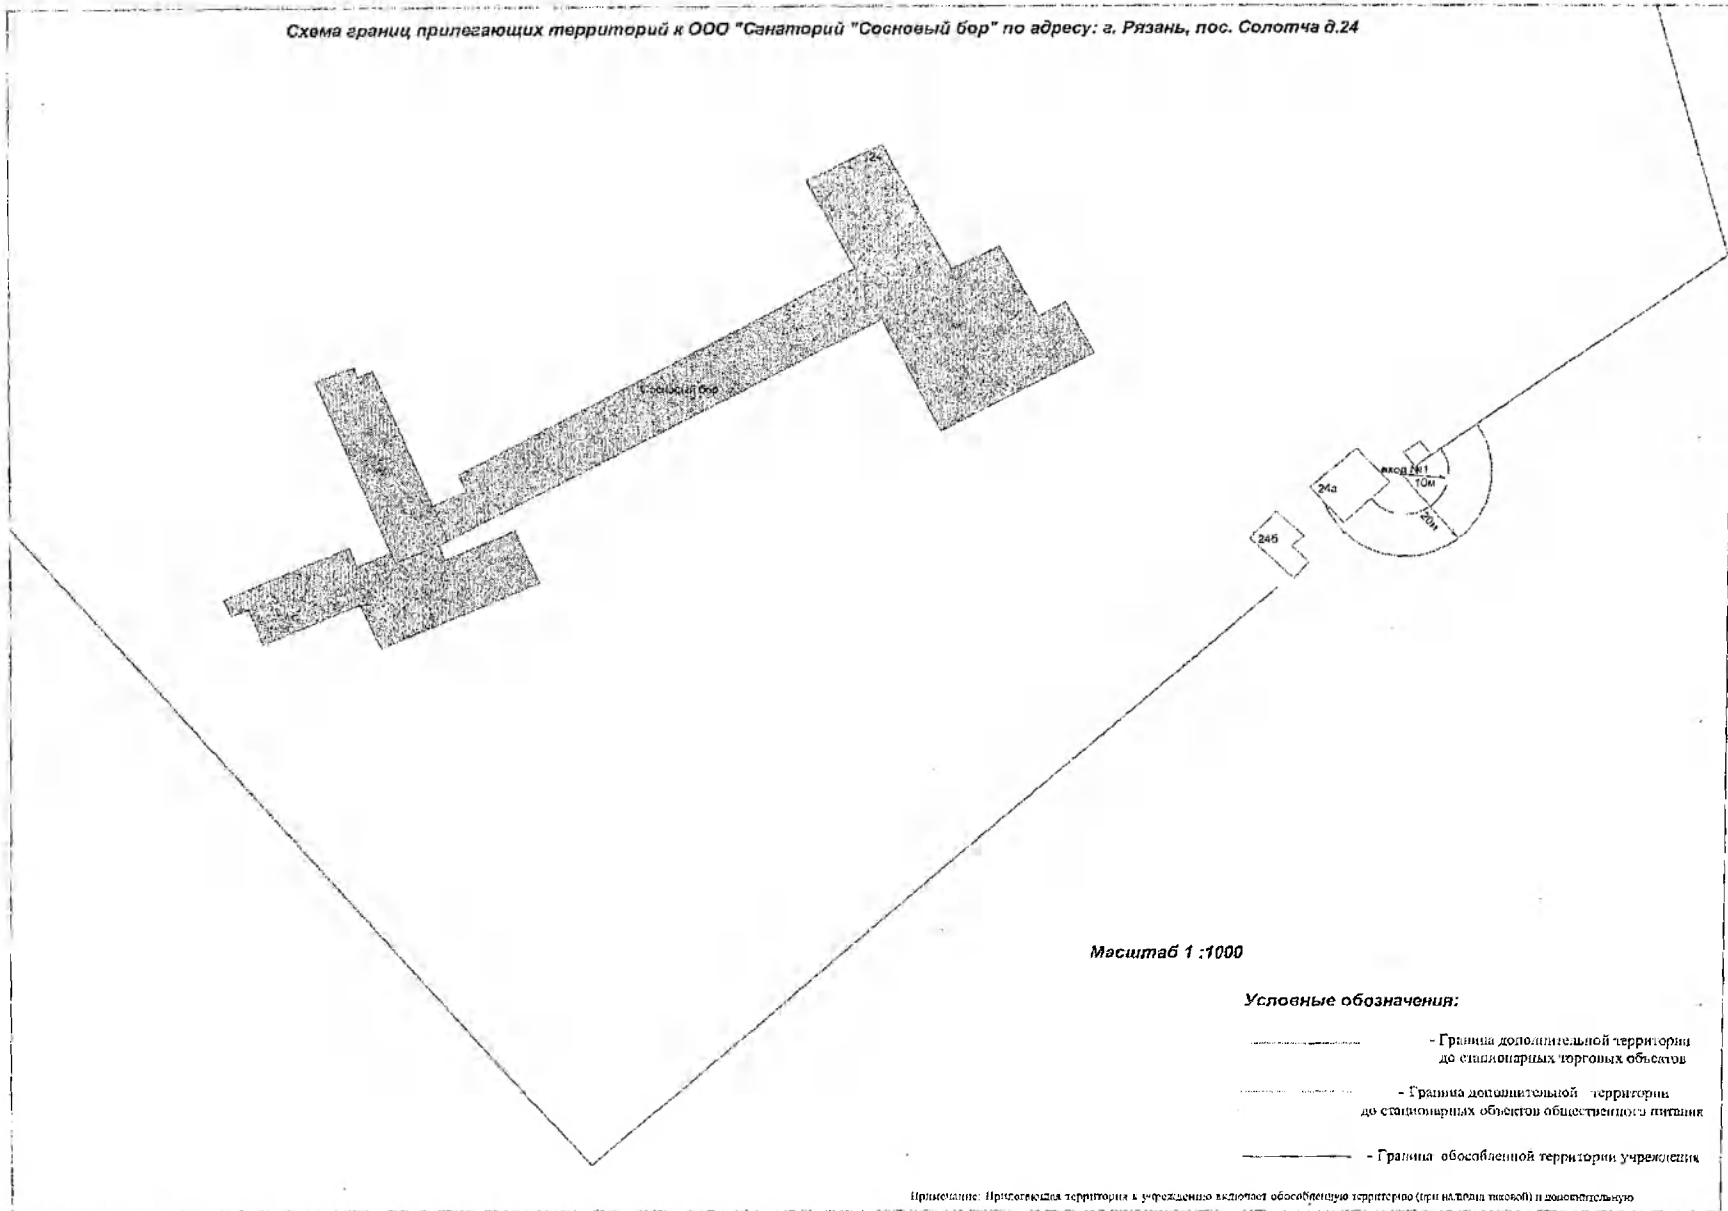 Схема границ прилегающих территорий к ООО "Санаторий "Сосновый бор" по адресу: г. Рязань, пос. Солотча д.24
24
Сосновый бор
вход №1
10м
24а
20м
24б
Масштаб 1 :1000
Условные обозначения:
- Граница дополнительной территории
до стационарных торговых объектов
- Граница дополнительной территории
до стационарных объектов общественного питания
- Граница обособленной территории учреждения
Примечание: Прилегающая территория к учреждению включает обособленную территорию (при наличии таковой) и дополнительную